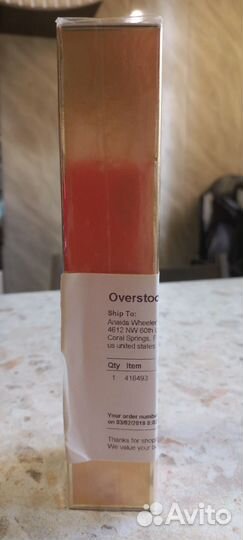 Overstoc
Ship To:
Anaida Wheeler
4612 NW 60th
Coral Springs, F
us united states
Qty Item
1 416493
Your order number
on 03/02/2018
Thanks for shop
We value your
Avito